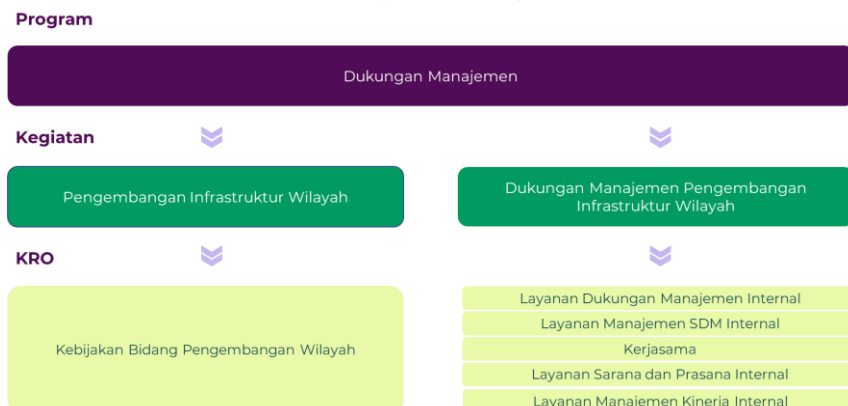 Program
Dukungan Manajemen
Kegiatan
Pengembangan Infrastruktur Wilayah
Dukungan Manajemen Pengembangan
Infrastruktur Wilayah
KRO
Kebijakan Bidang Pengembangan Wilayah
Layanan Dukungan Manajemen Internal
Layanan Manajemen SDM Internal
Kerjasama
Layanan Sarana dan Prasana Internal
Layanan Manajemen Kinerja Internal